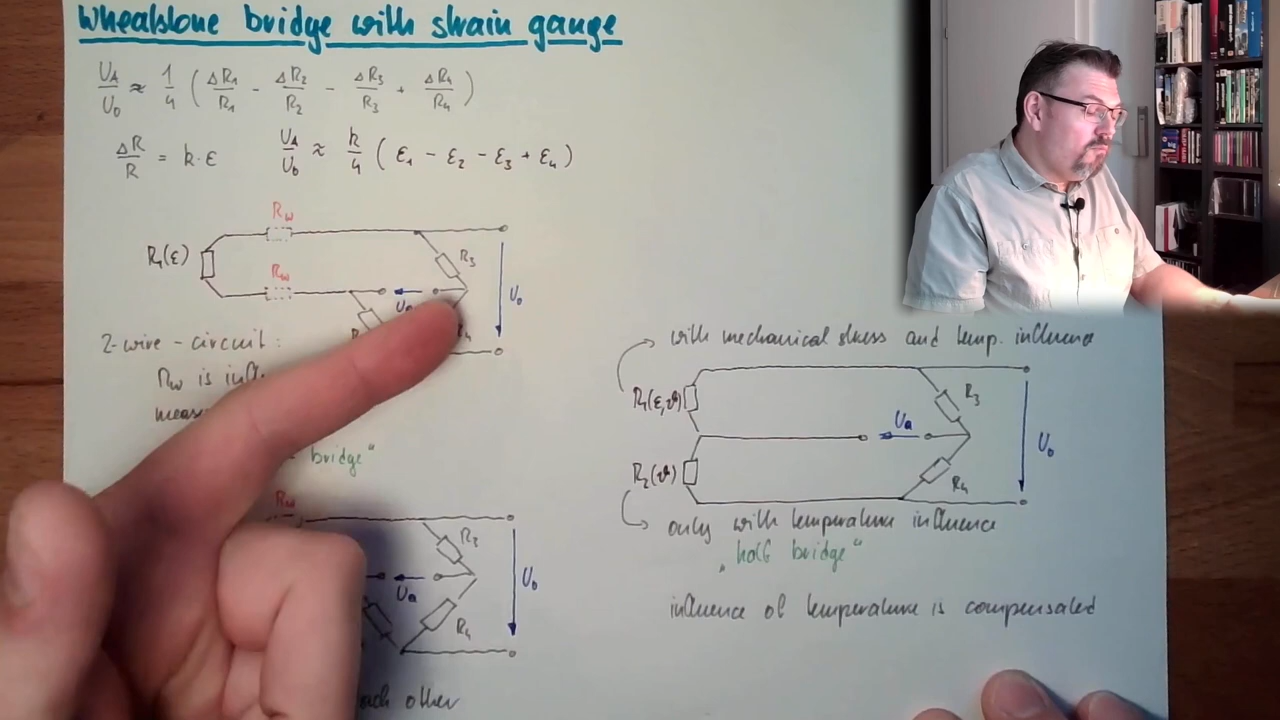 Wheatstone bridge with strain gauge
UA/U0 ≈ 1/4 (ΔR1/R1 - ΔR2/R2 - ΔR3/R3 + ΔR4/R4)
ΔR/R = k·ε UA/U0 ≈ k/4 (ε1 - ε2 - ε3 + ε4)
Rw
R1(ε)
R3
Rw
Ua
U0
2-wire-circuit:
Rw is
bridge"
Rw
R3
Ua
U0
R4
each other
with mechanical stress and temp. influence
R1(ε,ϑ)
R3
Ua
U0
R2(ϑ)
R4
only with temperature influence
"half bridge"
influence of temperature is compensated